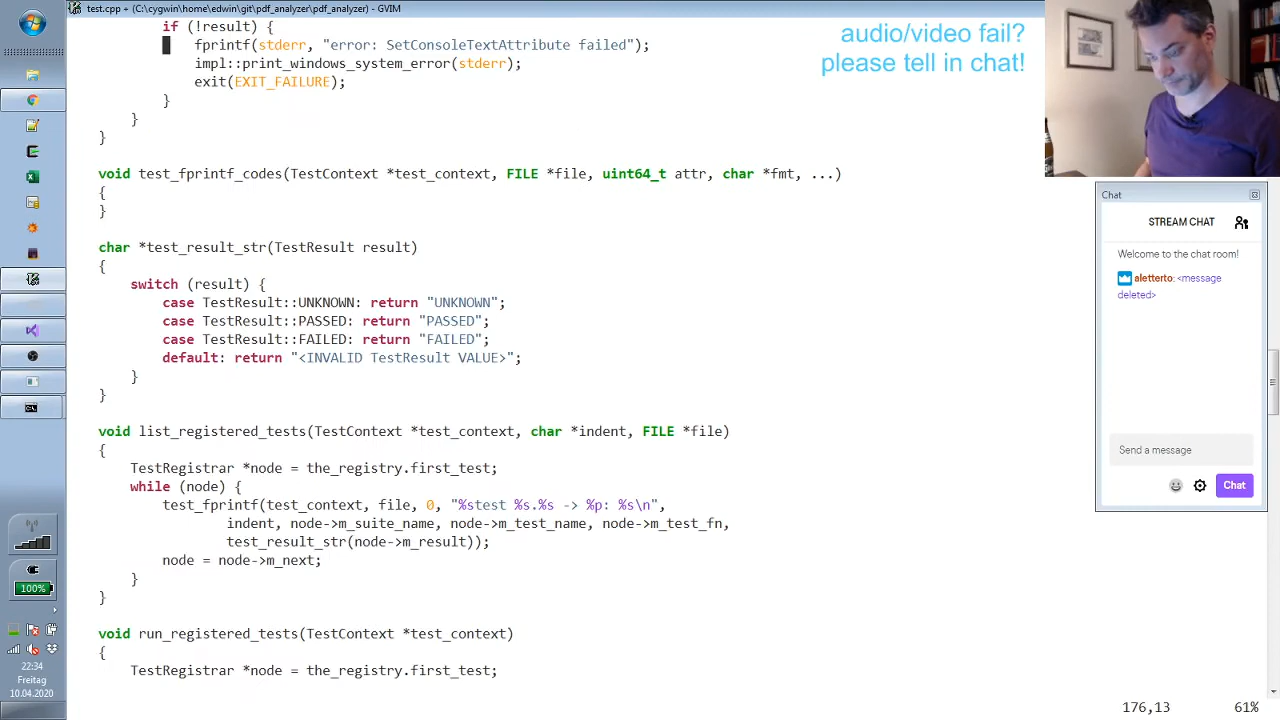 test.cpp + (C:\cygwin\home\edwin\git\pdf_analyzer\pdf_analyzer) - GVIM
if (!result) {
fprintf(stderr, "error: SetConsoleTextAttribute failed");
impl::print_windows_system_error(stderr);
exit(EXIT_FAILURE);
}
}
}
void test_fprintf_codes(TestContext *test_context, FILE *file, uint64_t attr, char *fmt, ...)
{
}
char *test_result_str(TestResult result)
{
switch (result) {
case TestResult::UNKNOWN: return "UNKNOWN";
case TestResult::PASSED: return "PASSED";
case TestResult::FAILED: return "FAILED";
default: return "<INVALID TestResult VALUE>";
}
}
void list_registered_tests(TestContext *test_context, char *indent, FILE *file)
{
TestRegistrar *node = the_registry.first_test;
while (node) {
test_fprintf(test_context, file, 0, "%stest %s.%s -> %p: %s\n",
indent, node->m_suite_name, node->m_test_name, node->m_test_fn,
test_result_str(node->m_result));
node = node->m_next;
}
}
void run_registered_tests(TestContext *test_context)
{
TestRegistrar *node = the_registry.first_test;
176,13 61%
audio/video fail?
please tell in chat!
Chat
STREAM CHAT
Welcome to the chat room!
aletterto: <message
deleted>
Send a message
Chat
100%
22:34
Freitag
10.04.2020